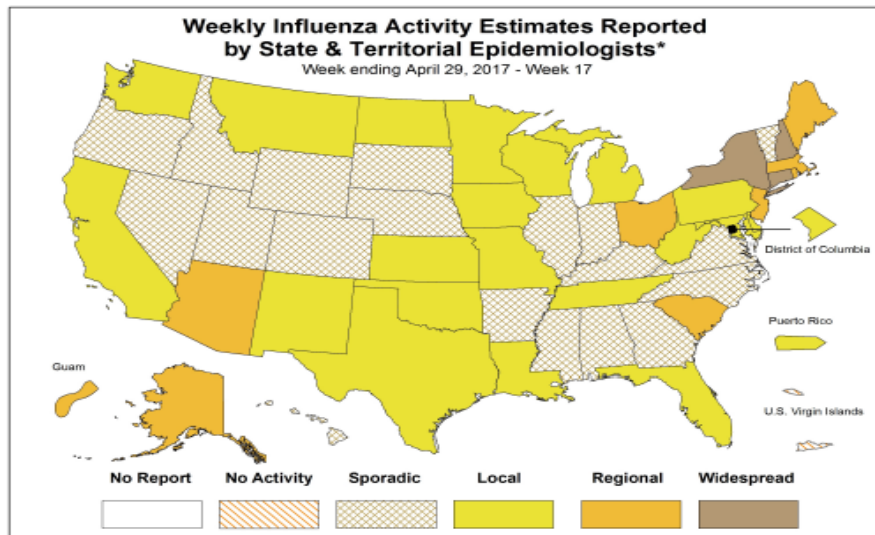 Weekly Influenza Activity Estimates Reported
by State & Territorial Epidemiologists*
Week ending April 29, 2017 - Week 17
District of Columbia
Puerto Rico
Guam
U.S. Virgin Islands
No Report No Activity Sporadic Local Regional Widespread